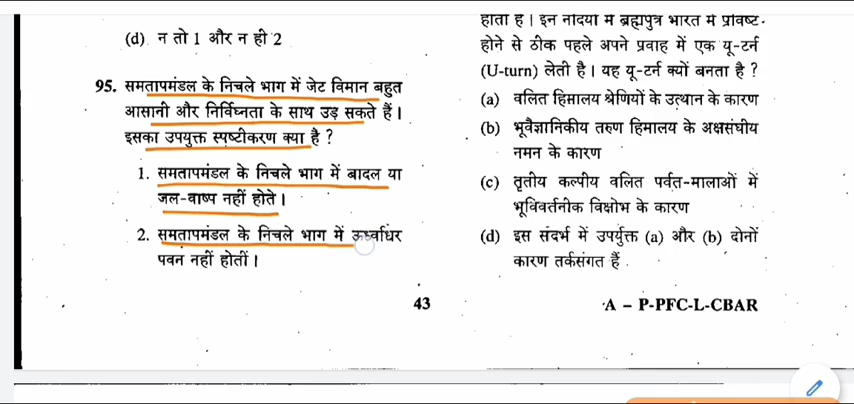 (d) न तो 1 और न ही 2
95. समतापमंडल के निचले भाग में जेट विमान बहुत
आसानी और निर्विघ्नता के साथ उड़ सकते हैं।
इसका उपयुक्त स्पष्टीकरण क्या है ?
1. समतापमंडल के निचले भाग में बादल या
जल-वाष्प नहीं होते।
2. समतापमंडल के निचले भाग में ऊर्ध्वाधर
पवन नहीं होतीं।
होता है। इन नदियों में ब्रह्मपुत्र भारत में प्रविष्ट
होने से ठीक पहले अपने प्रवाह में एक यू-टर्न
(U-turn) लेती है। यह यू-टर्न क्यों बनता है ?
(a) वलित हिमालय श्रेणियों के उत्थान के कारण
(b) भूवैज्ञानिकीय तरुण हिमालय के अक्षसंघीय
नमन के कारण
(c) तृतीय कल्पीय वलित पर्वत-मालाओं में
भूविवर्तनीक विक्षोभ के कारण
(d) इस संदर्भ में उपर्युक्त (a) और (b) दोनों
कारण तर्कसंगत हैं
43
A – P-PFC-L-CBAR